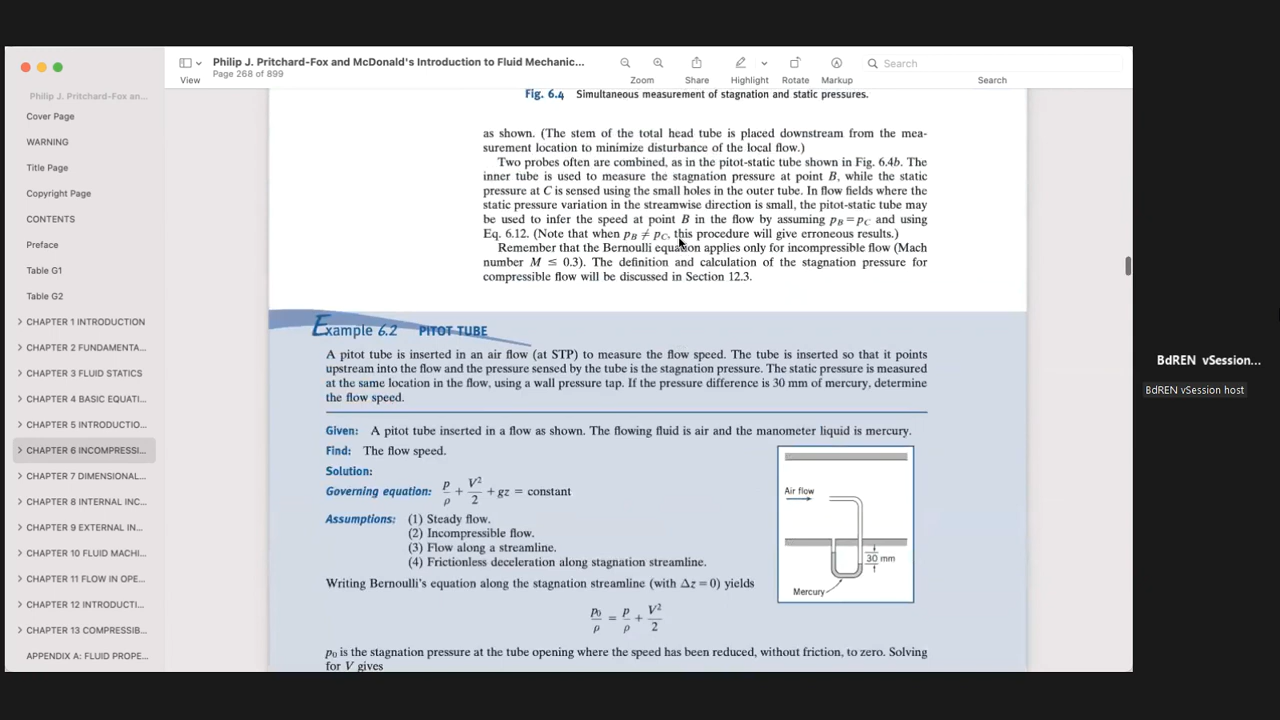 Philip J. Pritchard-Fox and McDonald's Introduction to Fluid Mechanic...
Page 268 of 899
View
Zoom
Share
Highlight
Rotate
Markup
Search
Search
Philip J. Pritchard-Fox an...
Cover Page
WARNING
Title Page
Copyright Page
CONTENTS
Preface
Table G1
Table G2
CHAPTER 1 INTRODUCTION
CHAPTER 2 FUNDAMENTA...
CHAPTER 3 FLUID STATICS
CHAPTER 4 BASIC EQUATI...
CHAPTER 5 INTRODUCTIO...
CHAPTER 6 INCOMPRESSI...
CHAPTER 7 DIMENSIONAL...
CHAPTER 8 INTERNAL INC...
CHAPTER 9 EXTERNAL IN...
CHAPTER 10 FLUID MACHI...
CHAPTER 11 FLOW IN OPE...
CHAPTER 12 INTRODUCTI...
CHAPTER 13 COMPRESSIB...
APPENDIX A: FLUID PROPE...
Fig. 6.4 Simultaneous measurement of stagnation and static pressures.
as shown. (The stem of the total head tube is placed downstream from the mea-
surement location to minimize disturbance of the local flow.)
Two probes often are combined, as in the pitot-static tube shown in Fig. 6.4b. The
inner tube is used to measure the stagnation pressure at point B, while the static
pressure at C is sensed using the small holes in the outer tube. In flow fields where the
static pressure variation in the streamwise direction is small, the pitot-static tube may
be used to infer the speed at point B in the flow by assuming pB = pC and using
Eq. 6.12. (Note that when pB ≠ pC, this procedure will give erroneous results.)
Remember that the Bernoulli equation applies only for incompressible flow (Mach
number M ≤ 0.3). The definition and calculation of the stagnation pressure for
compressible flow will be discussed in Section 12.3.
Example 6.2 PITOT TUBE
A pitot tube is inserted in an air flow (at STP) to measure the flow speed. The tube is inserted so that it points
upstream into the flow and the pressure sensed by the tube is the stagnation pressure. The static pressure is measured
at the same location in the flow, using a wall pressure tap. If the pressure difference is 30 mm of mercury, determine
the flow speed.
Given: A pitot tube inserted in a flow as shown. The flowing fluid is air and the manometer liquid is mercury.
Find: The flow speed.
Solution:
Governing equation: p/ρ + V²/2 + gz = constant
Assumptions: (1) Steady flow.
(2) Incompressible flow.
(3) Flow along a streamline.
(4) Frictionless deceleration along stagnation streamline.
Writing Bernoulli's equation along the stagnation streamline (with Δz = 0) yields
p0/ρ = p/ρ + V²/2
p0 is the stagnation pressure at the tube opening where the speed has been reduced, without friction, to zero. Solving
for V gives
Air flow
30 mm
Mercury
BdREN vSession...
BdREN vSession host